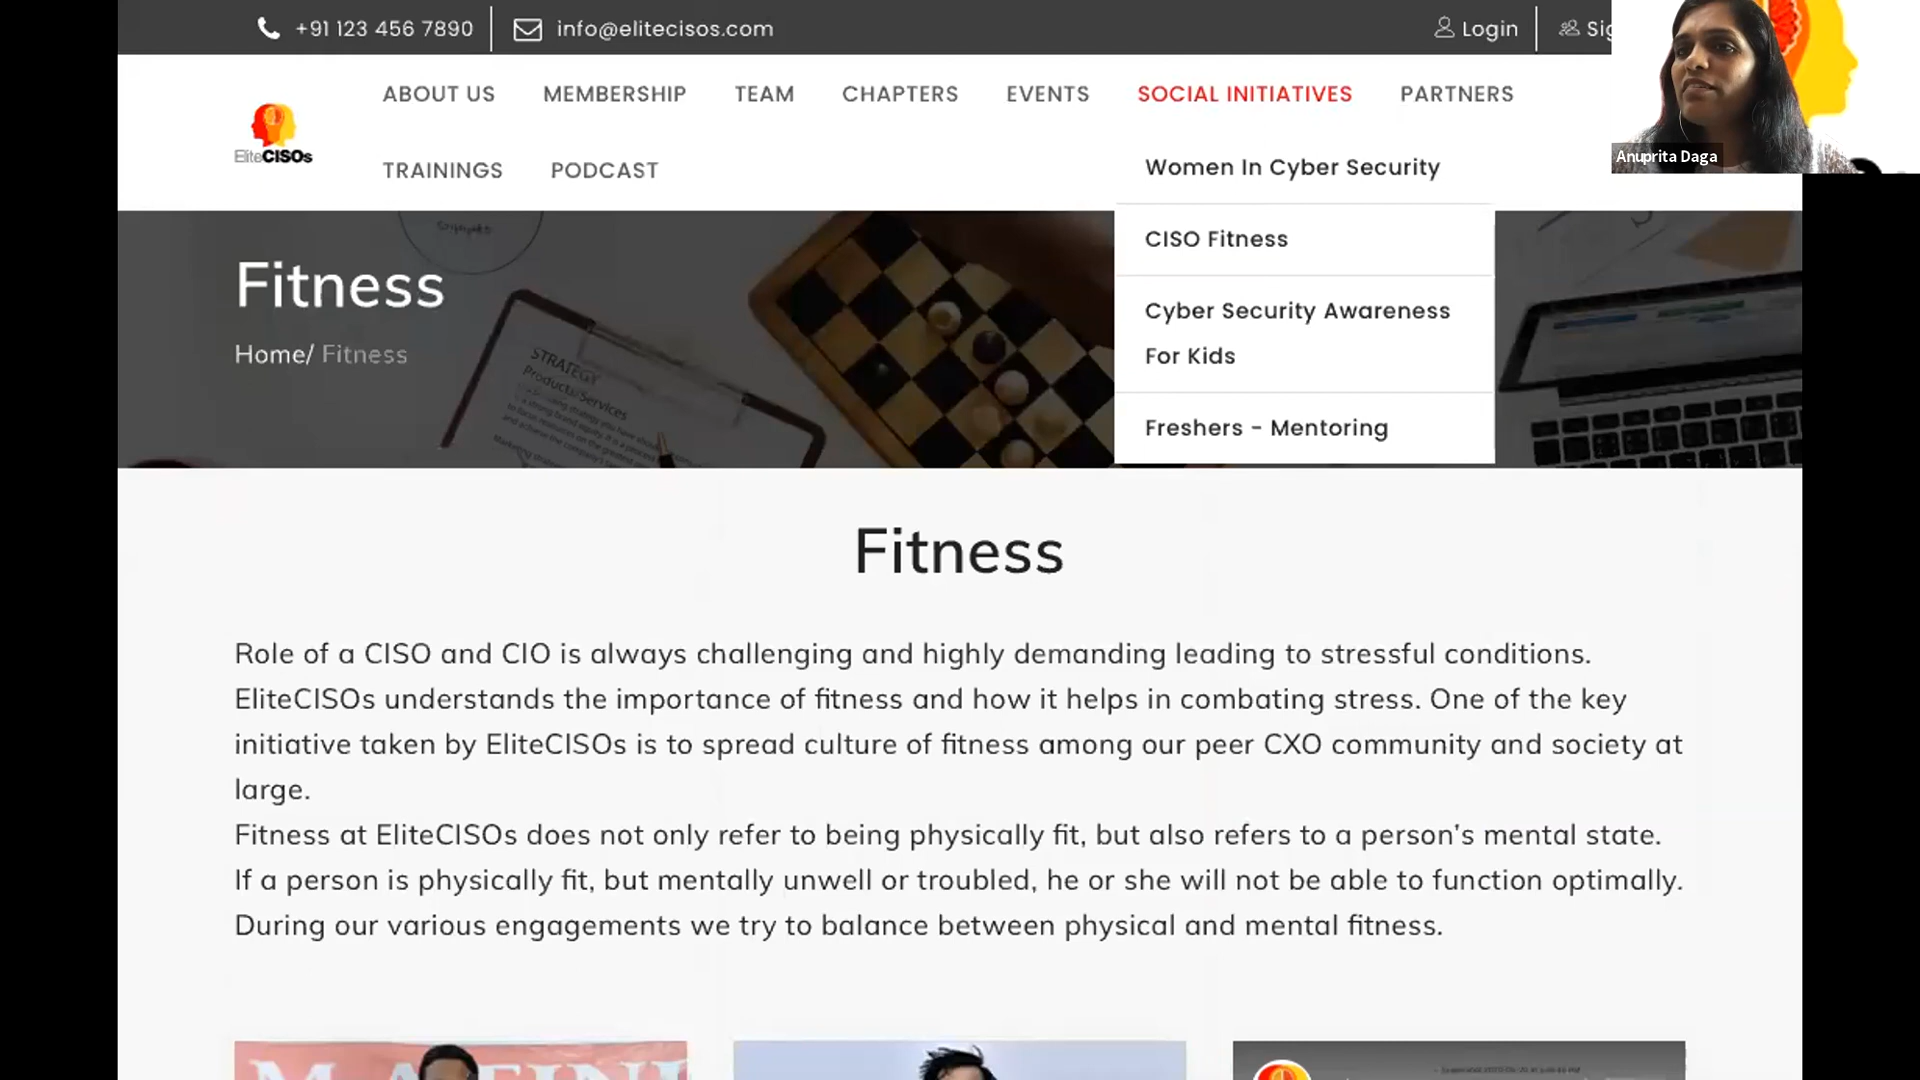 +91 123 456 7890
info@elitecisos.com
Login
ABOUT US
MEMBERSHIP
TEAM
CHAPTERS
EVENTS
SOCIAL INITIATIVES
PARTNERS
Anuprita Daga
EliteCISOs
TRAININGS
PODCAST
Women In Cyber Security
CISO Fitness
Cyber Security Awareness
For Kids
Freshers - Mentoring
Fitness
Home/ Fitness
STRATEGY
Products/Services
Fitness
Role of a CISO and CIO is always challenging and highly demanding leading to stressful conditions.
EliteCISOs understands the importance of fitness and how it helps in combating stress. One of the key
initiative taken by EliteCISOs is to spread culture of fitness among our peer CXO community and society at
large.
Fitness at EliteCISOs does not only refer to being physically fit, but also refers to a person’s mental state.
If a person is physically fit, but mentally unwell or troubled, he or she will not be able to function optimally.
During our various engagements we try to balance between physical and mental fitness.